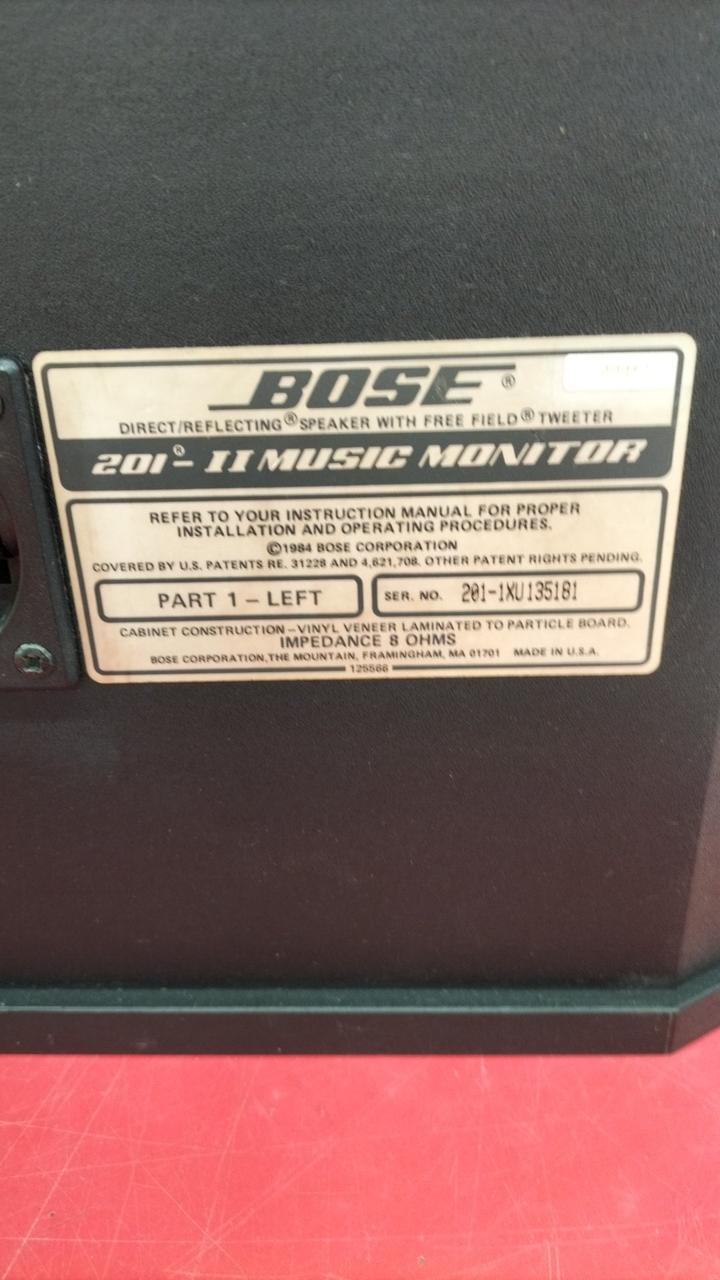 BOSE®
DIRECT/REFLECTING® SPEAKER WITH FREE FIELD® TWEETER
201®- II MUSIC MONITOR
REFER TO YOUR INSTRUCTION MANUAL FOR PROPER
INSTALLATION AND OPERATING PROCEDURES.
©1984 BOSE CORPORATION
COVERED BY U.S. PATENTS RE. 31228 AND 4,621,708. OTHER PATENT RIGHTS PENDING.
PART 1 – LEFT
SER. NO. 201-1XU135181
CABINET CONSTRUCTION – VINYL VENEER LAMINATED TO PARTICLE BOARD.
IMPEDANCE 8 OHMS
BOSE CORPORATION, THE MOUNTAIN, FRAMINGHAM, MA 01701 MADE IN U.S.A.
125566